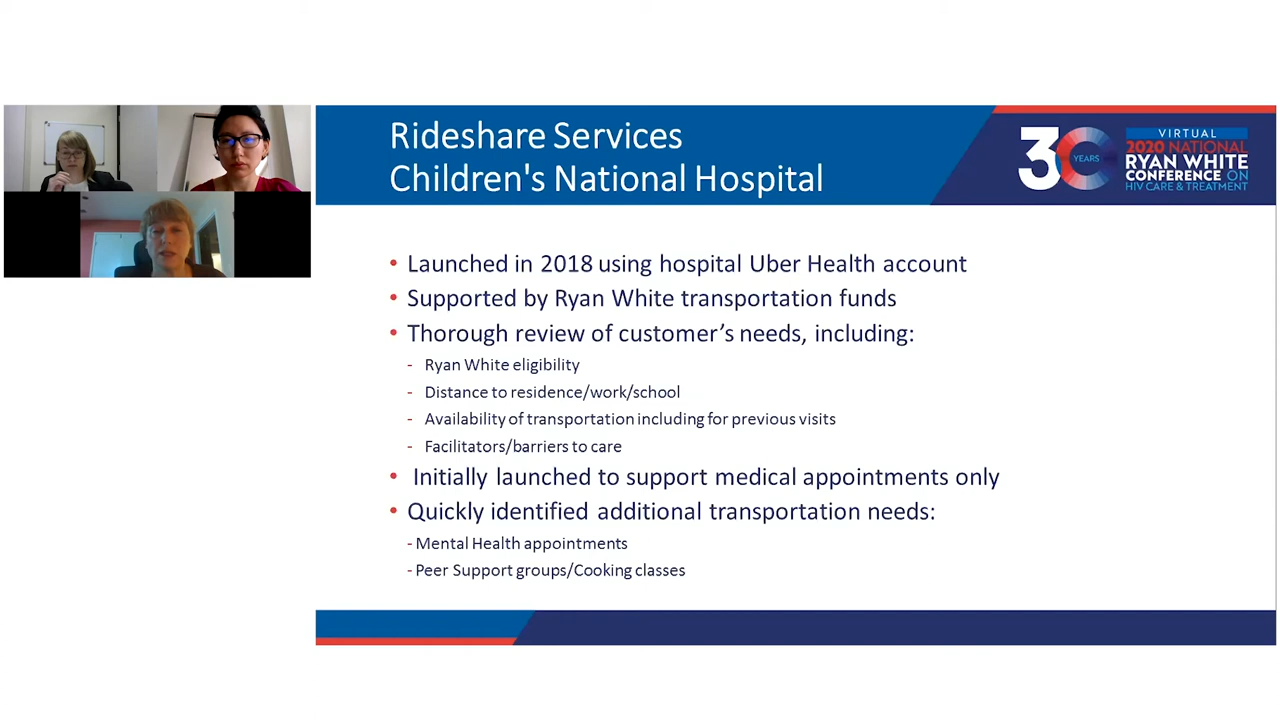 Rideshare Services
Children's National Hospital
30
YEARS
VIRTUAL
2020 NATIONAL
RYAN WHITE
CONFERENCE ON
HIV CARE & TREATMENT
• Launched in 2018 using hospital Uber Health account
• Supported by Ryan White transportation funds
• Thorough review of customer's needs, including:
- Ryan White eligibility
- Distance to residence/work/school
- Availability of transportation including for previous visits
- Facilitators/barriers to care
• Initially launched to support medical appointments only
• Quickly identified additional transportation needs:
- Mental Health appointments
- Peer Support groups/Cooking classes